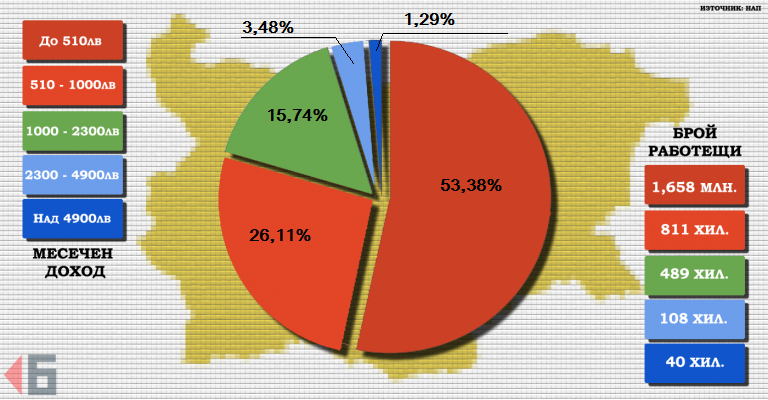 ИЗТОЧНИК: НАП
До 510лв
510 - 1000лв
1000 - 2300лв
2300 - 4900лв
Над 4900лв
МЕСЕЧЕН
ДОХОД
3,48%
1,29%
15,74%
53,38%
26,11%
БРОЙ
РАБОТЕЩИ
1,658 МЛН.
811 ХИЛ.
489 ХИЛ.
108 ХИЛ.
40 ХИЛ.
Б